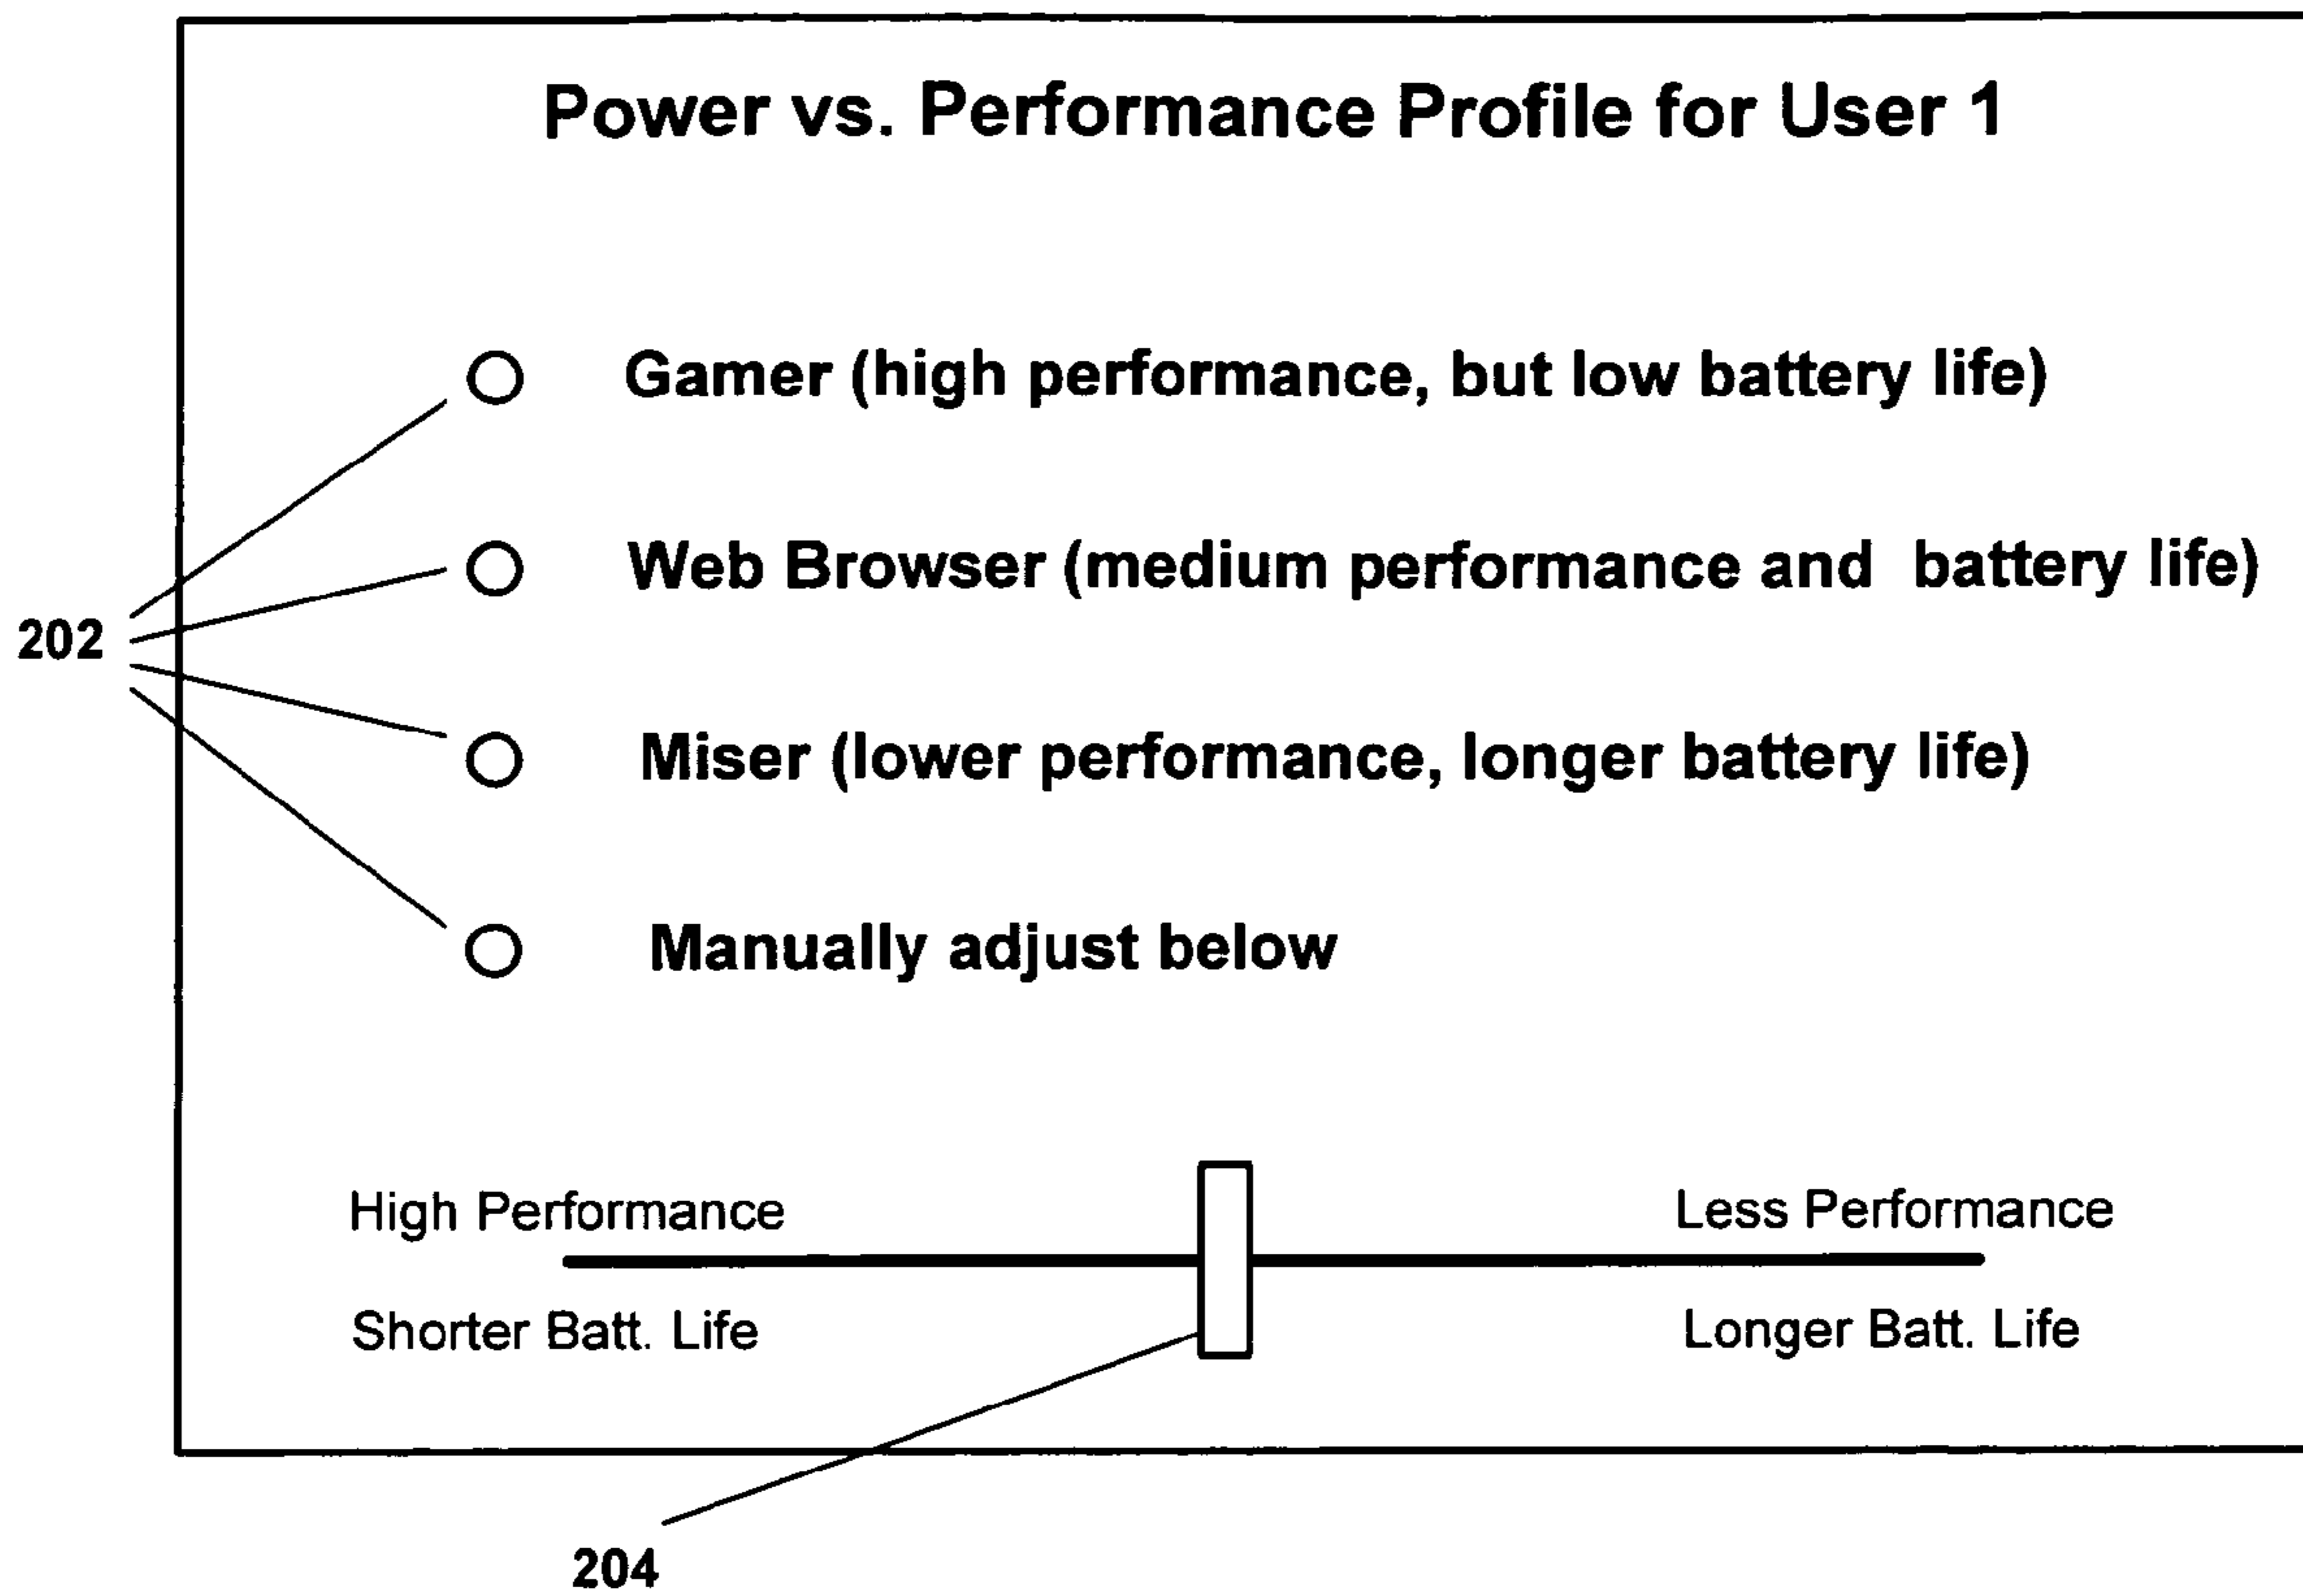 Power vs. Performance Profile for User 1
Gamer (high performance, but low battery life)
Web Browser (medium performance and battery life)
202
Miser (lower performance, longer battery life)
Manually adjust below
High Performance
Less Performance
Shorter Batt. Life
Longer Batt. Life
204